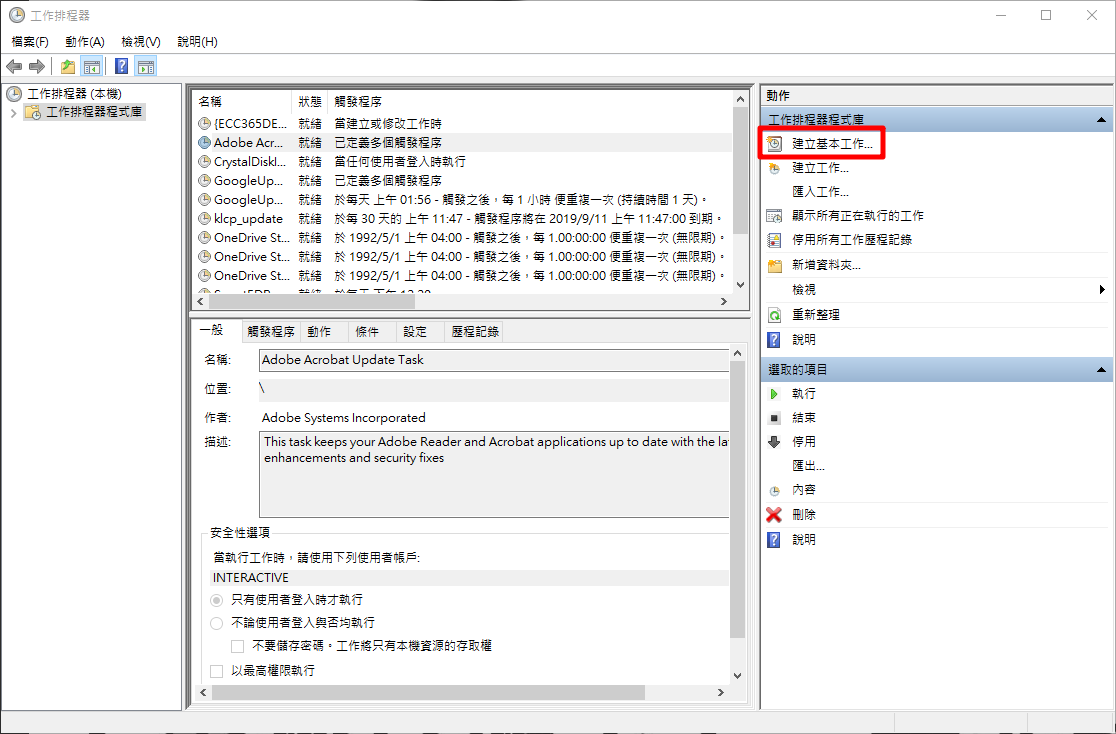 工作排程器
檔案(F) 動作(A) 檢視(V) 說明(H)
工作排程器 (本機)
工作排程器程式庫
名稱 狀態 觸發程序
{ECC365DE... 就緒 當建立或修改工作時
Adobe Acr... 就緒 已定義多個觸發程序
CrystalDiskI... 就緒 當任何使用者登入時執行
GoogleUp... 就緒 已定義多個觸發程序
GoogleUp... 就緒 於每天 上午 01:56 - 觸發之後，每 1 小時 便重複一次 (持續時間 1 天)。
klcp_update 就緒 於每 30 天的 上午 11:47 - 觸發程序將在 2019/9/11 上午 11:47:00 到期。
OneDrive St... 就緒 於 1992/5/1 上午 04:00 - 觸發之後，每 1.00:00:00 便重複一次 (無限期)。
OneDrive St... 就緒 於 1992/5/1 上午 04:00 - 觸發之後，每 1.00:00:00 便重複一次 (無限期)。
OneDrive St... 就緒 於 1992/5/1 上午 04:00 - 觸發之後，每 1.00:00:00 便重複一次 (無限期)。
一般 觸發程序 動作 條件 設定 歷程記錄
名稱: Adobe Acrobat Update Task
位置: \
作者: Adobe Systems Incorporated
描述: This task keeps your Adobe Reader and Acrobat applications up to date with the la
enhancements and security fixes
安全性選項
當執行工作時，請使用下列使用者帳戶:
INTERACTIVE
只有使用者登入時才執行
不論使用者登入與否均執行
不要儲存密碼。工作將只有本機資源的存取權
以最高權限執行
動作
工作排程器程式庫
建立基本工作...
建立工作...
匯入工作...
顯示所有正在執行的工作
停用所有工作歷程記錄
新增資料夾...
檢視
重新整理
說明
選取的項目
執行
結束
停用
匯出...
內容
刪除
說明